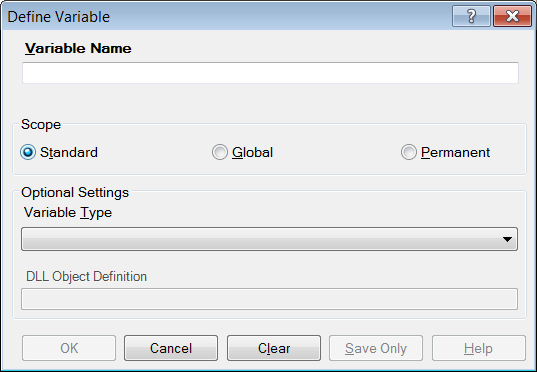 Define Variable
?
Variable Name
Scope
Standard
Global
Permanent
Optional Settings
Variable Type
DLL Object Definition
OK
Cancel
Clear
Save Only
Help